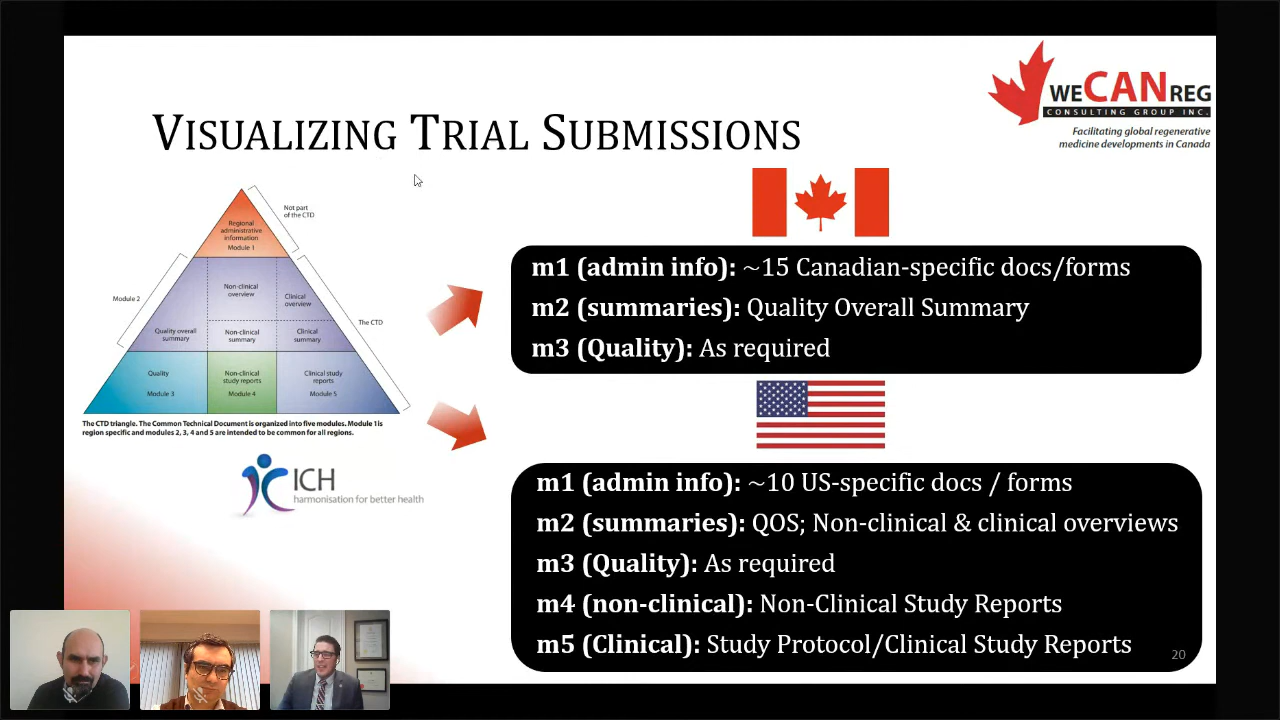 weCANreg
CONSULTING GROUP INC.
Facilitating global regenerative
medicine developments in Canada
Visualizing Trial Submissions
Regional
administrative
information
Module 1
Not part
of the CTD
Module 2
Non-clinical
overview
Clinical
overview
The CTD
Quality overall
summary
Non-clinical
summary
Clinical
summary
Quality
Module 3
Non-clinical
study reports
Module 4
Clinical study
reports
Module 5
The CTD triangle. The Common Technical Document is organized into five modules. Module 1 is
region specific and modules 2, 3, 4 and 5 are intended to be common for all regions.
ICH
harmonisation for better health
m1 (admin info): ~15 Canadian-specific docs/forms
m2 (summaries): Quality Overall Summary
m3 (Quality): As required
m1 (admin info): ~10 US-specific docs / forms
m2 (summaries): QOS; Non-clinical & clinical overviews
m3 (Quality): As required
m4 (non-clinical): Non-Clinical Study Reports
m5 (Clinical): Study Protocol/Clinical Study Reports
20